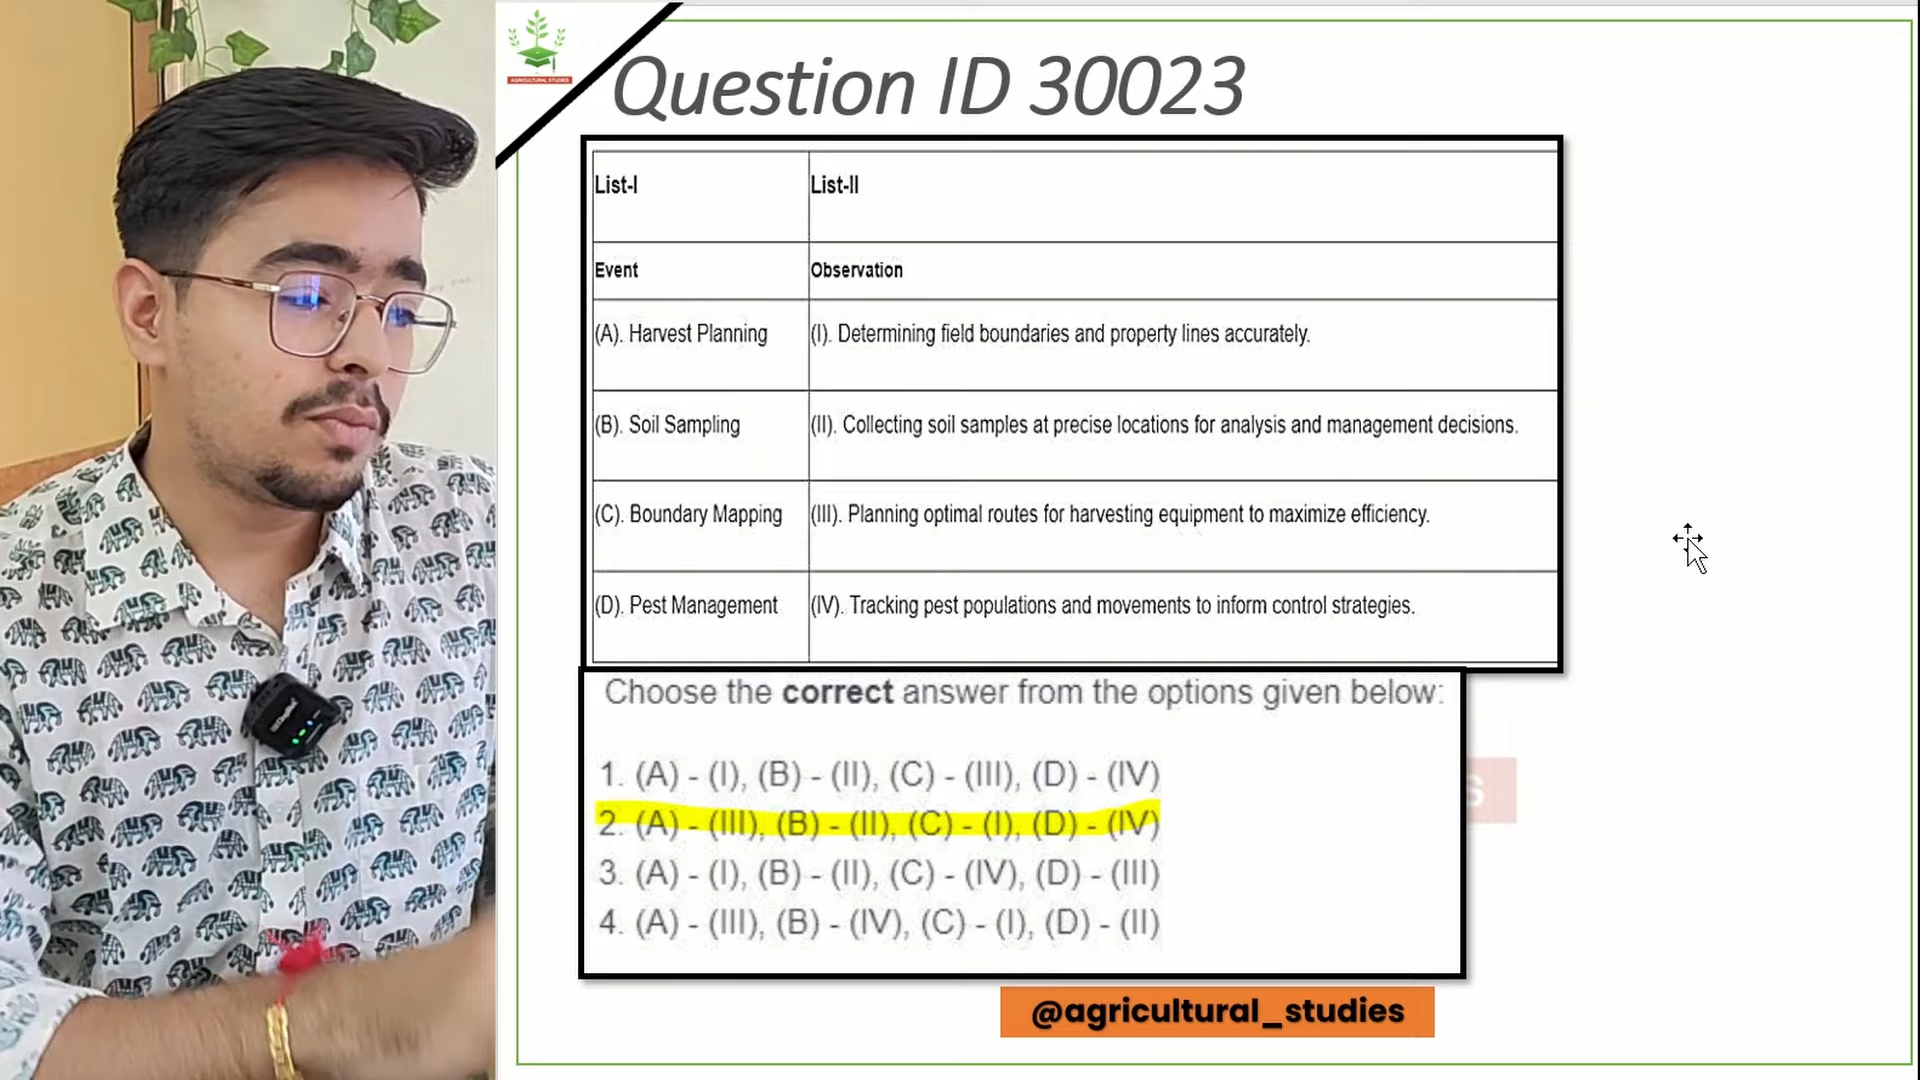 AGRICULTURAL STUDIES
Question ID 30023
List-I List-II
Event Observation
(A). Harvest Planning (I). Determining field boundaries and property lines accurately.
(B). Soil Sampling (II). Collecting soil samples at precise locations for analysis and management decisions.
(C). Boundary Mapping (III). Planning optimal routes for harvesting equipment to maximize efficiency.
(D). Pest Management (IV). Tracking pest populations and movements to inform control strategies.
Choose the correct answer from the options given below:
1. (A) - (I), (B) - (II), (C) - (III), (D) - (IV)
2. (A) - (III), (B) - (II), (C) - (I), (D) - (IV)
3. (A) - (I), (B) - (II), (C) - (IV), (D) - (III)
4. (A) - (III), (B) - (IV), (C) - (I), (D) - (II)
S
@agricultural_studies